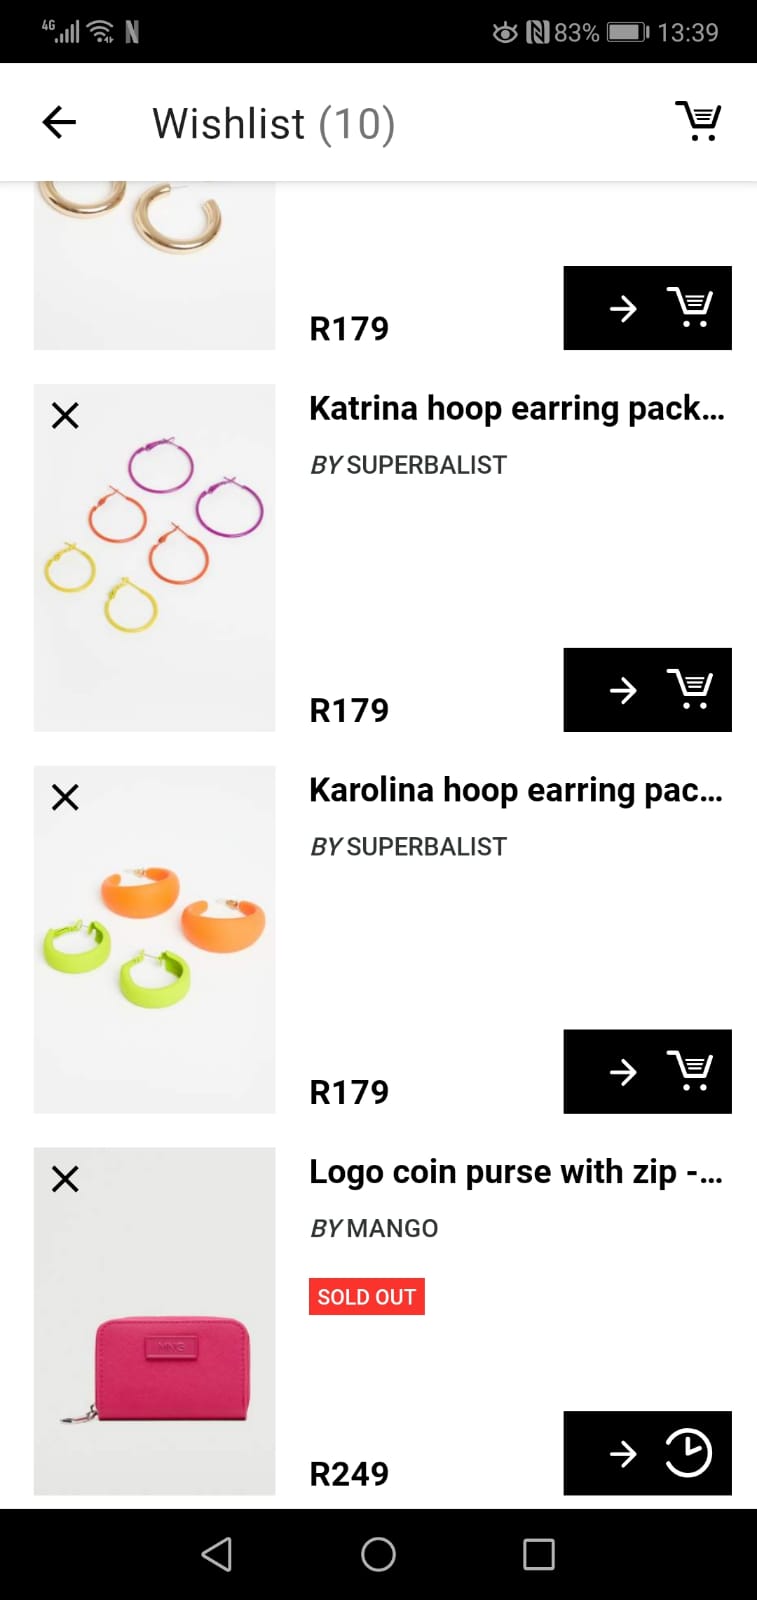 4G N 83% 13:39
Wishlist (10)
R179
Katrina hoop earring pack...
BY SUPERBALIST
R179
Karolina hoop earring pac...
BY SUPERBALIST
R179
Logo coin purse with zip -...
BY MANGO
SOLD OUT
MNG
R249